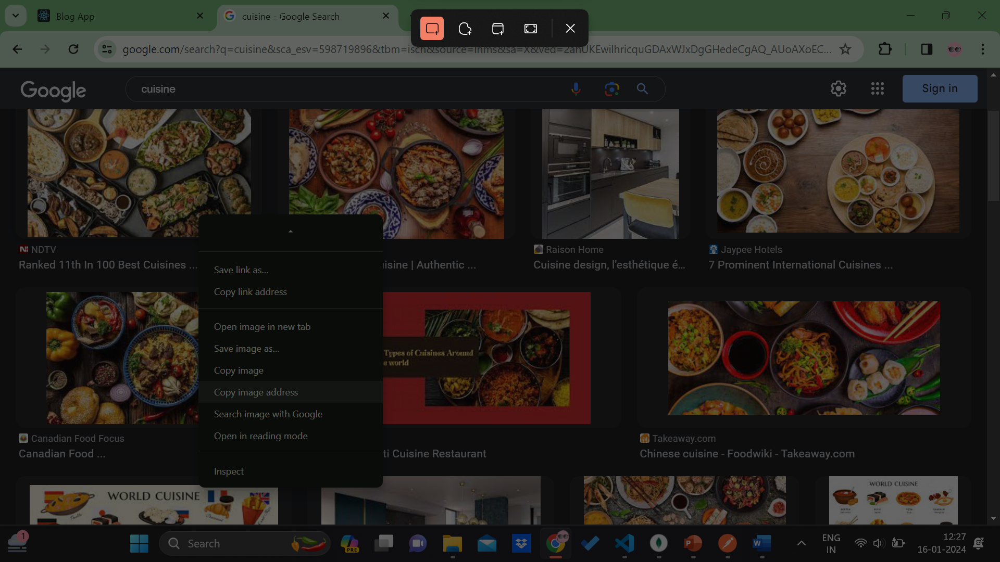 Blog App
cuisine - Google Search
google.com/search?q=cuisine&sca_esv=598719896&tbm=isch&source=lnms&sa=X&ved=2ahUKEwilhricquGDAxWJxDgGHedeCgAQ_AUoAXoEC...
Google
cuisine
Sign in
NDTV
Ranked 11th In 100 Best Cuisines ...
isine | Authentic ...
Raison Home
Cuisine design, l'esthétique é...
Jaypee Hotels
7 Prominent International Cuisines ...
Save link as...
Copy link address
Open image in new tab
Save image as...
Copy image
Copy image address
Search image with Google
Open in reading mode
Inspect
Types of Cuisines Around
world
Canadian Food Focus
Canadian Food ...
ti Cuisine Restaurant
Takeaway.com
Chinese cuisine - Foodwiki - Takeaway.com
WORLD CUISINE
WORLD CUISINE
1
Search
PRE
ENG
IN
12:27
16-01-2024